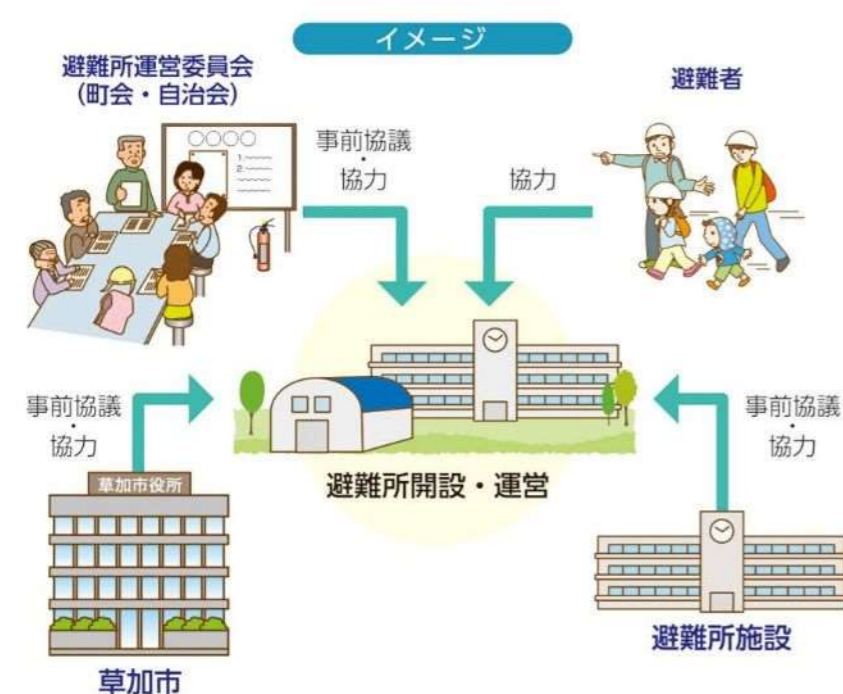 イメージ
避難所運営委員会
(町会・自治会)
避難者
○○○○
1.
2.
事前協議
・
協力
協力
事前協議
・
協力
事前協議
・
協力
草加市役所
避難所開設・運営
避難所施設
草加市